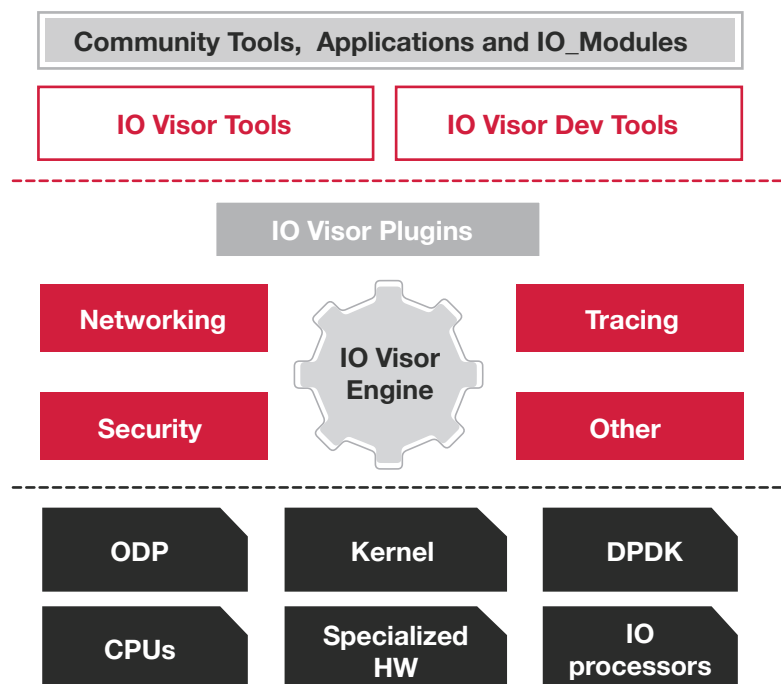 Community Tools, Applications and IO_Modules
IO Visor Tools
IO Visor Dev Tools
IO Visor Plugins
Networking
IO Visor
Engine
Tracing
Security
Other
ODP
Kernel
DPDK
CPUs
Specialized
HW
IO
processors